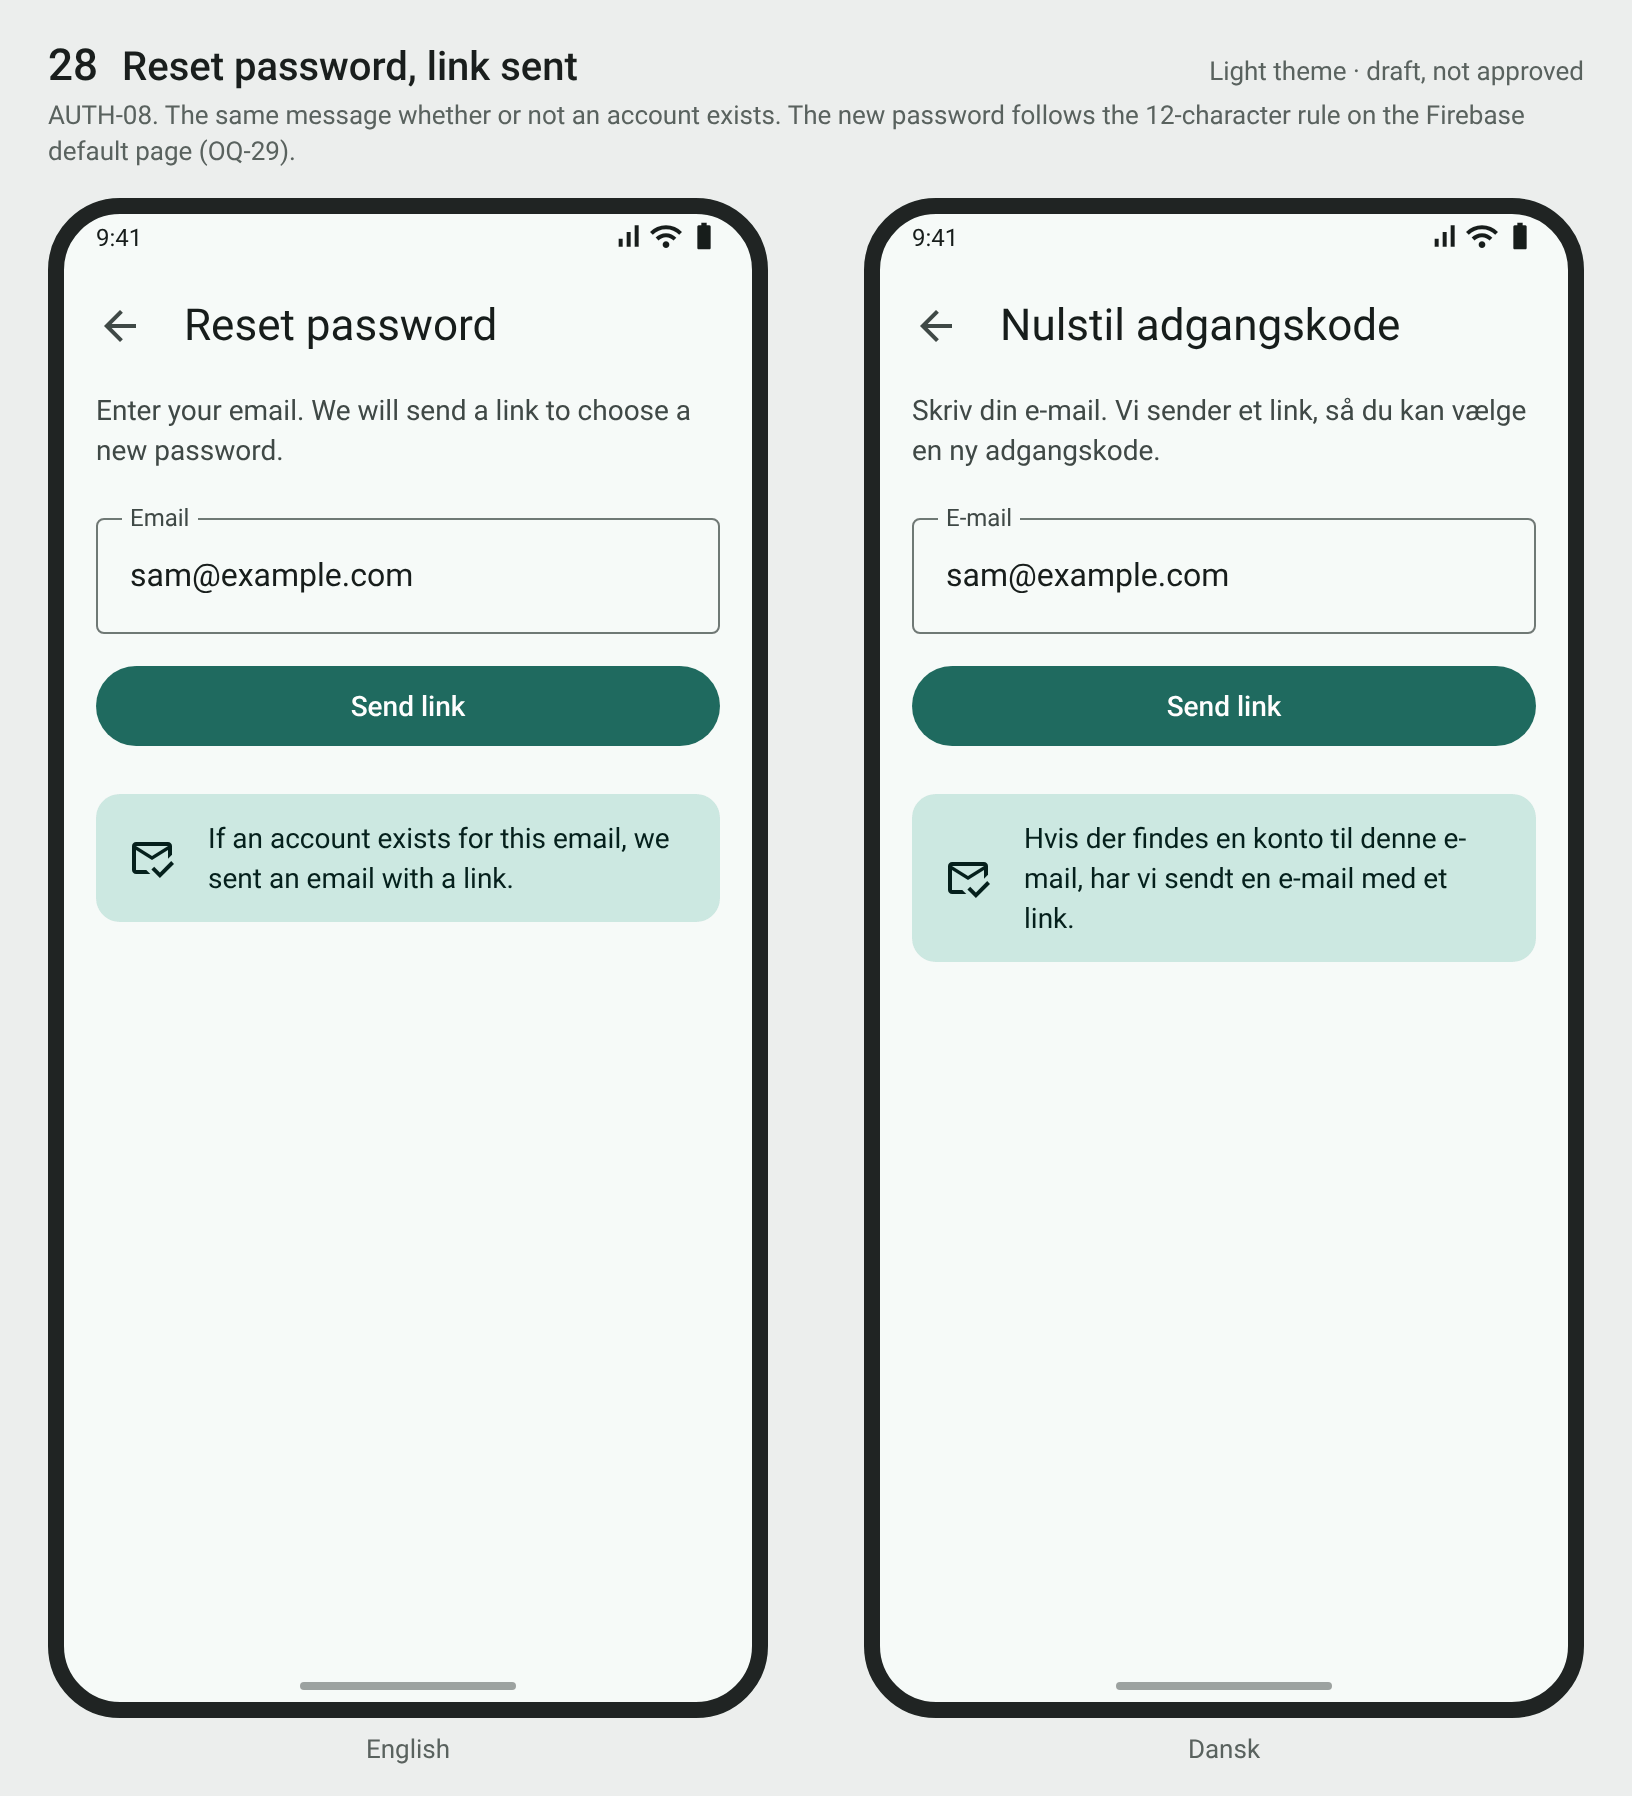 28 Reset password, link sent
Light theme · draft, not approved
AUTH-08. The same message whether or not an account exists. The new password follows the 12-character rule on the Firebase
default page (OQ-29).
9:41
Reset password
Enter your email. We will send a link to choose a
new password.
Email
sam@example.com
Send link
If an account exists for this email, we
sent an email with a link.
English
9:41
Nulstil adgangskode
Skriv din e-mail. Vi sender et link, så du kan vælge
en ny adgangskode.
E-mail
sam@example.com
Send link
Hvis der findes en konto til denne e-
mail, har vi sendt en e-mail med et
link.
Dansk